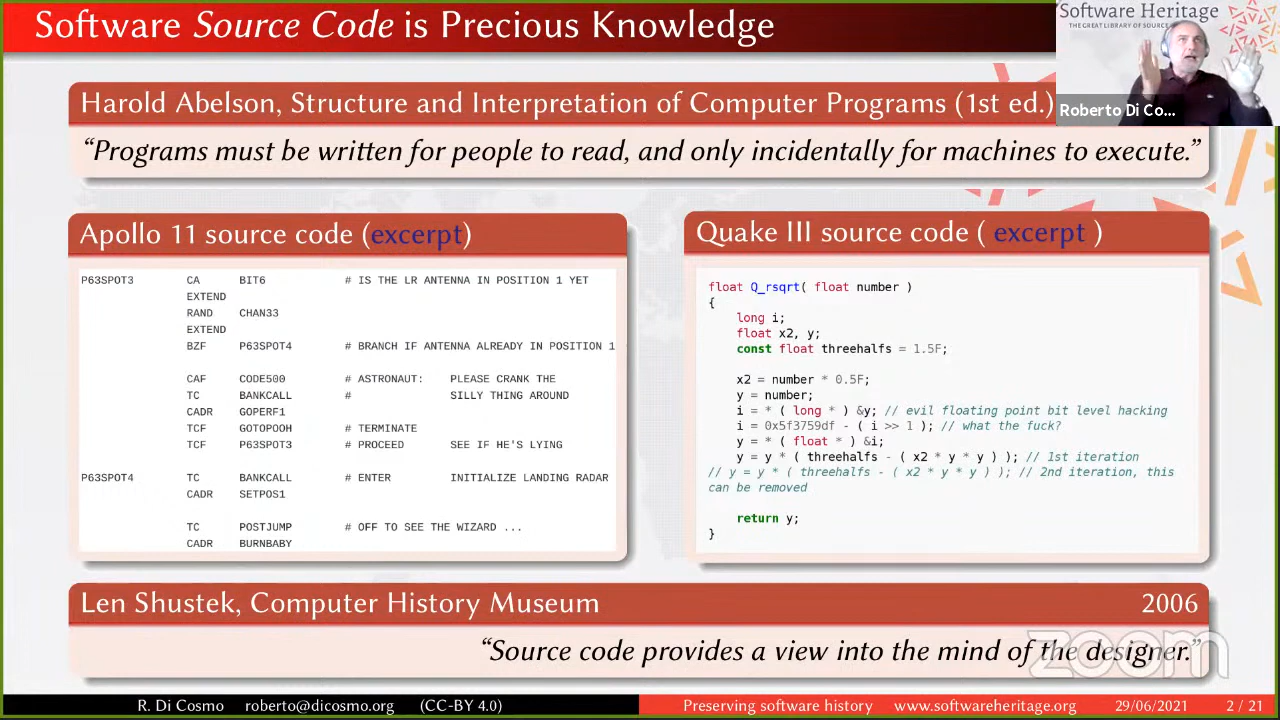 Software Source Code is Precious Knowledge
Software Heritage
THE GREAT LIBRARY OF SOURCE
Roberto Di Co...
Harold Abelson, Structure and Interpretation of Computer Programs (1st ed.)
“Programs must be written for people to read, and only incidentally for machines to execute.”
Apollo 11 source code (excerpt)
P63SPOT3 CA BIT6 # IS THE LR ANTENNA IN POSITION 1 YET
EXTEND
RAND CHAN33
EXTEND
BZF P63SPOT4 # BRANCH IF ANTENNA ALREADY IN POSITION 1
CAF CODE500 # ASTRONAUT: PLEASE CRANK THE
TC BANKCALL # SILLY THING AROUND
CADR GOPERF1
TCF GOTOPOOH # TERMINATE
TCF P63SPOT3 # PROCEED SEE IF HE'S LYING
P63SPOT4 TC BANKCALL # ENTER INITIALIZE LANDING RADAR
CADR SETPOS1
TC POSTJUMP # OFF TO SEE THE WIZARD ...
CADR BURNBABY
Quake III source code ( excerpt )
float Q_rsqrt( float number )
{
long i;
float x2, y;
const float threehalfs = 1.5F;
x2 = number * 0.5F;
y = number;
i = * ( long * ) &y; // evil floating point bit level hacking
i = 0x5f3759df - ( i >> 1 ); // what the fuck?
y = * ( float * ) &i;
y = y * ( threehalfs - ( x2 * y * y ) ); // 1st iteration
// y = y * ( threehalfs - ( x2 * y * y ) ); // 2nd iteration, this
can be removed
return y;
}
Len Shustek, Computer History Museum 2006
“Source code provides a view into the mind of the designer.”
zoom
R. Di Cosmo roberto@dicosmo.org (CC-BY 4.0) Preserving software history www.softwareheritage.org 29/06/2021 2 / 21